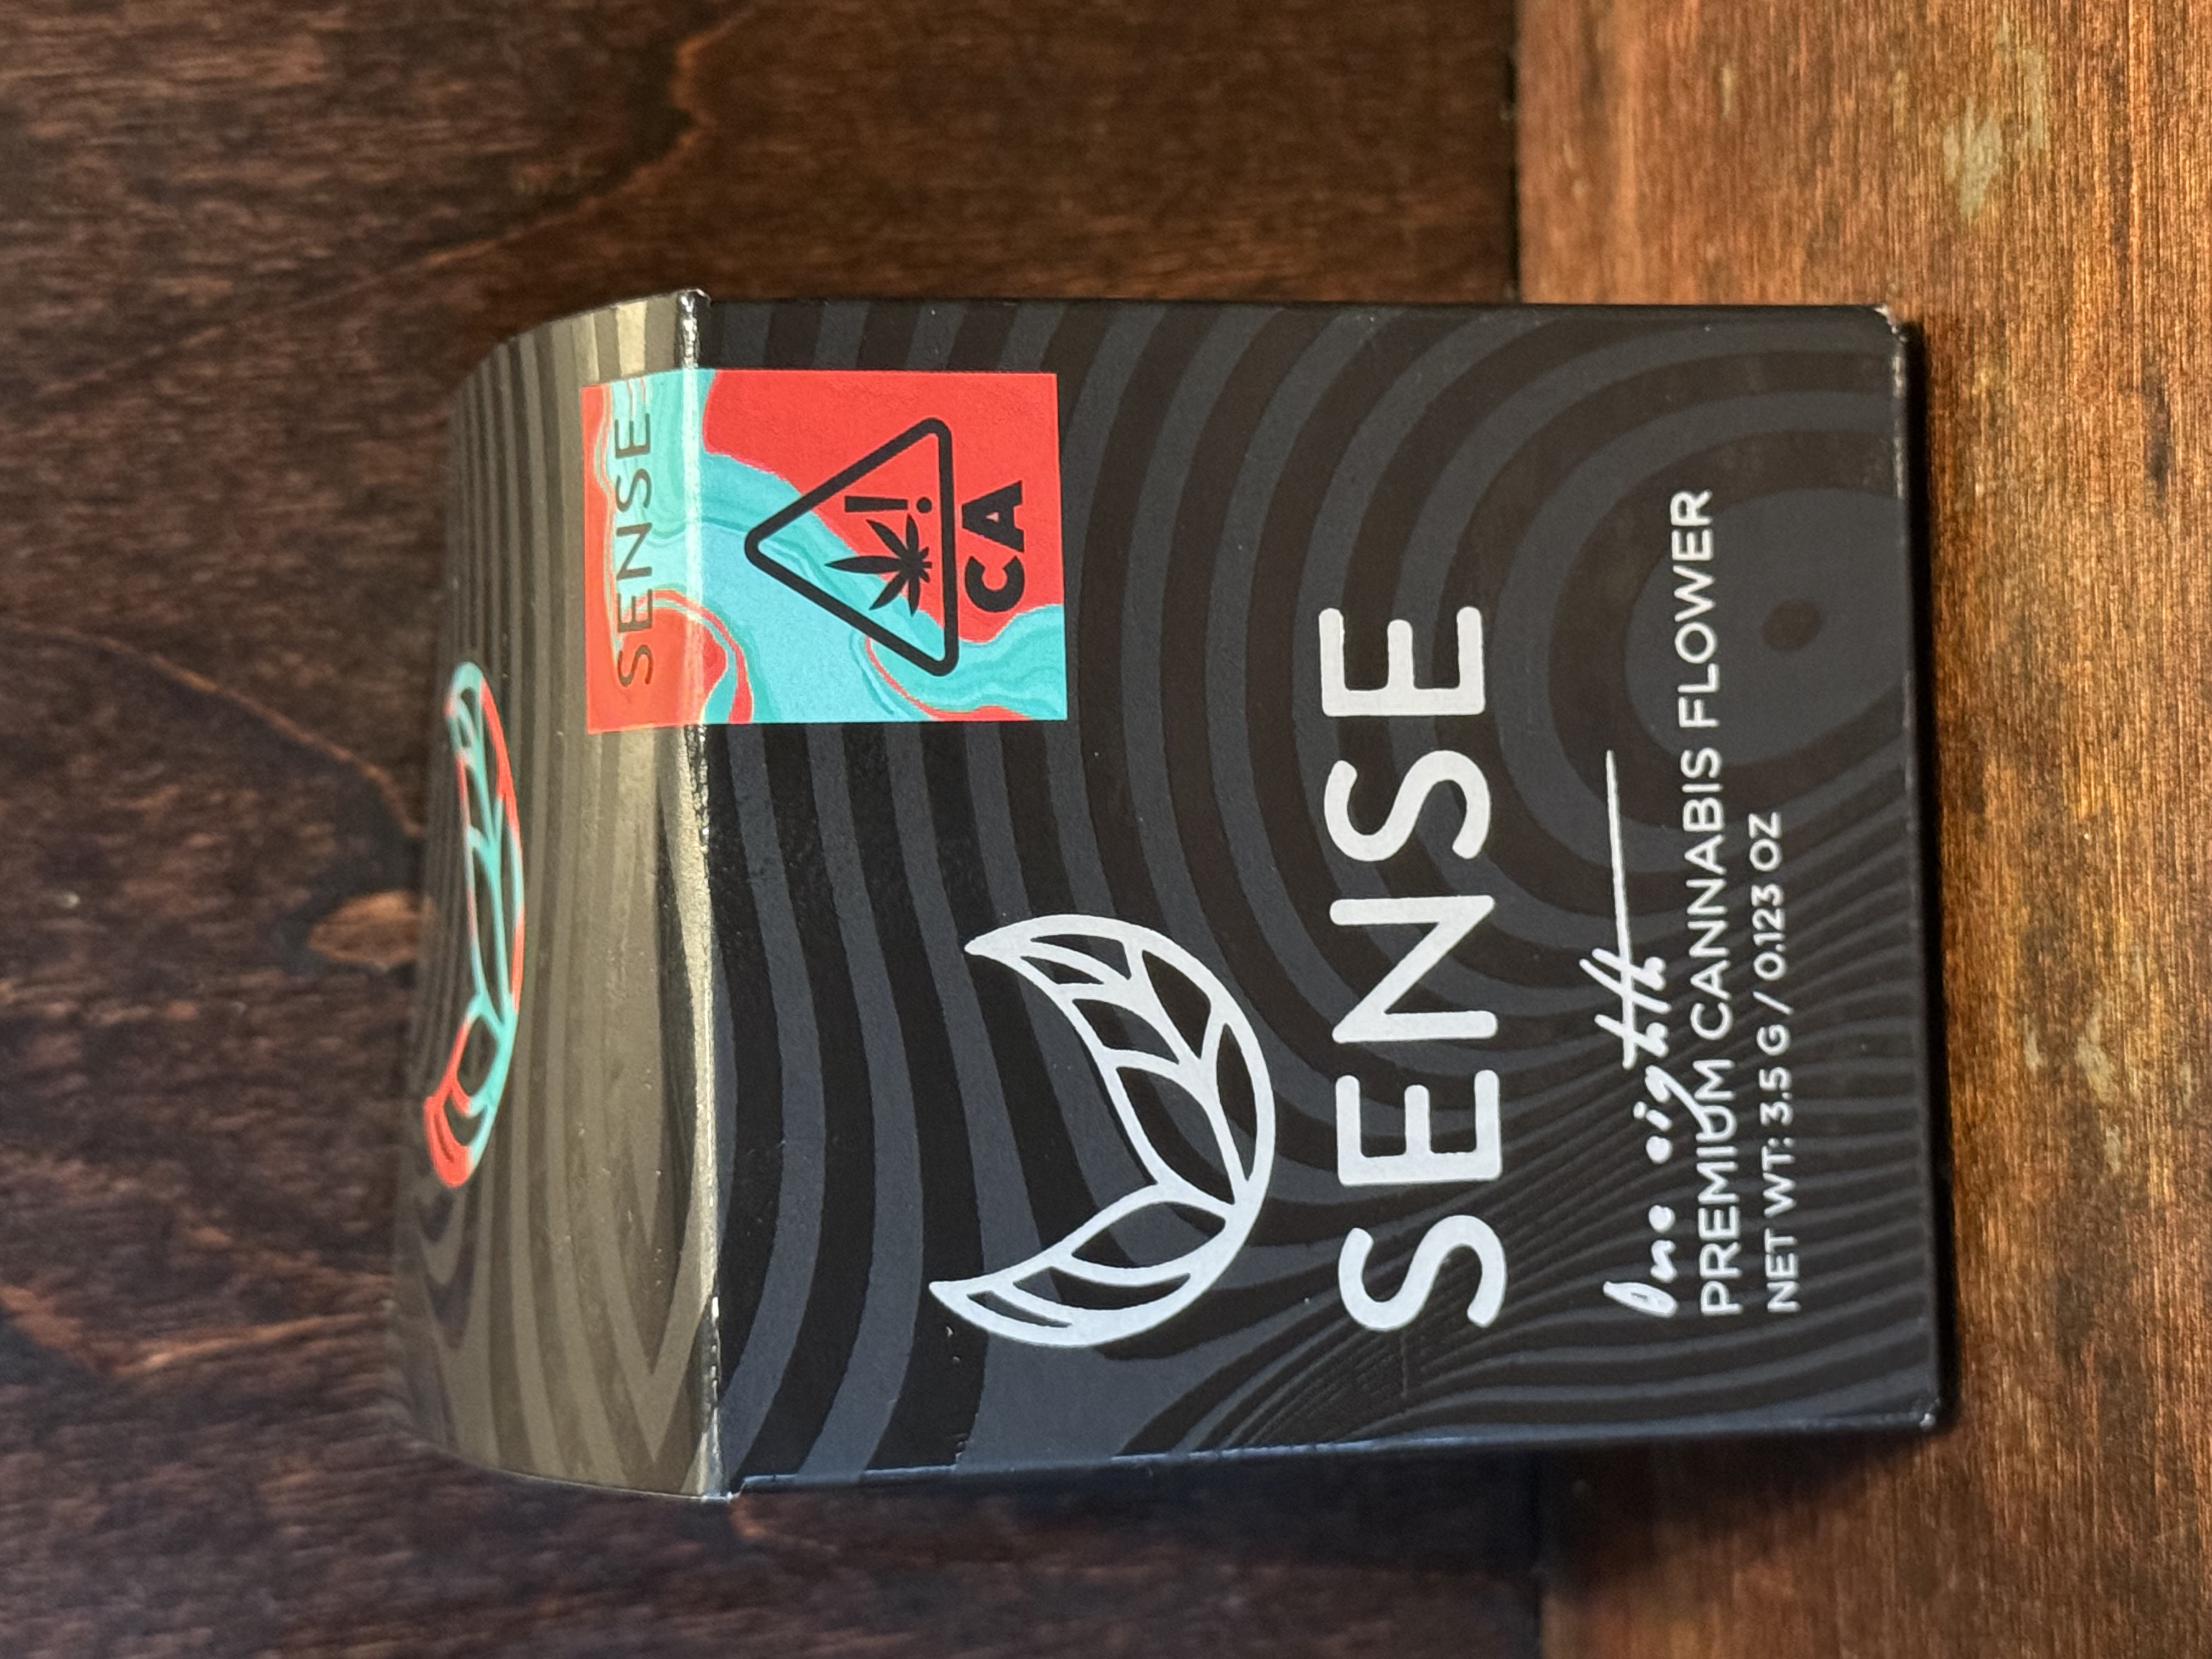 SENSE
CA
SENSE
One eighth
PREMIUM CANNABIS FLOWER
NET WT: 3.5 G / 0.123 OZ